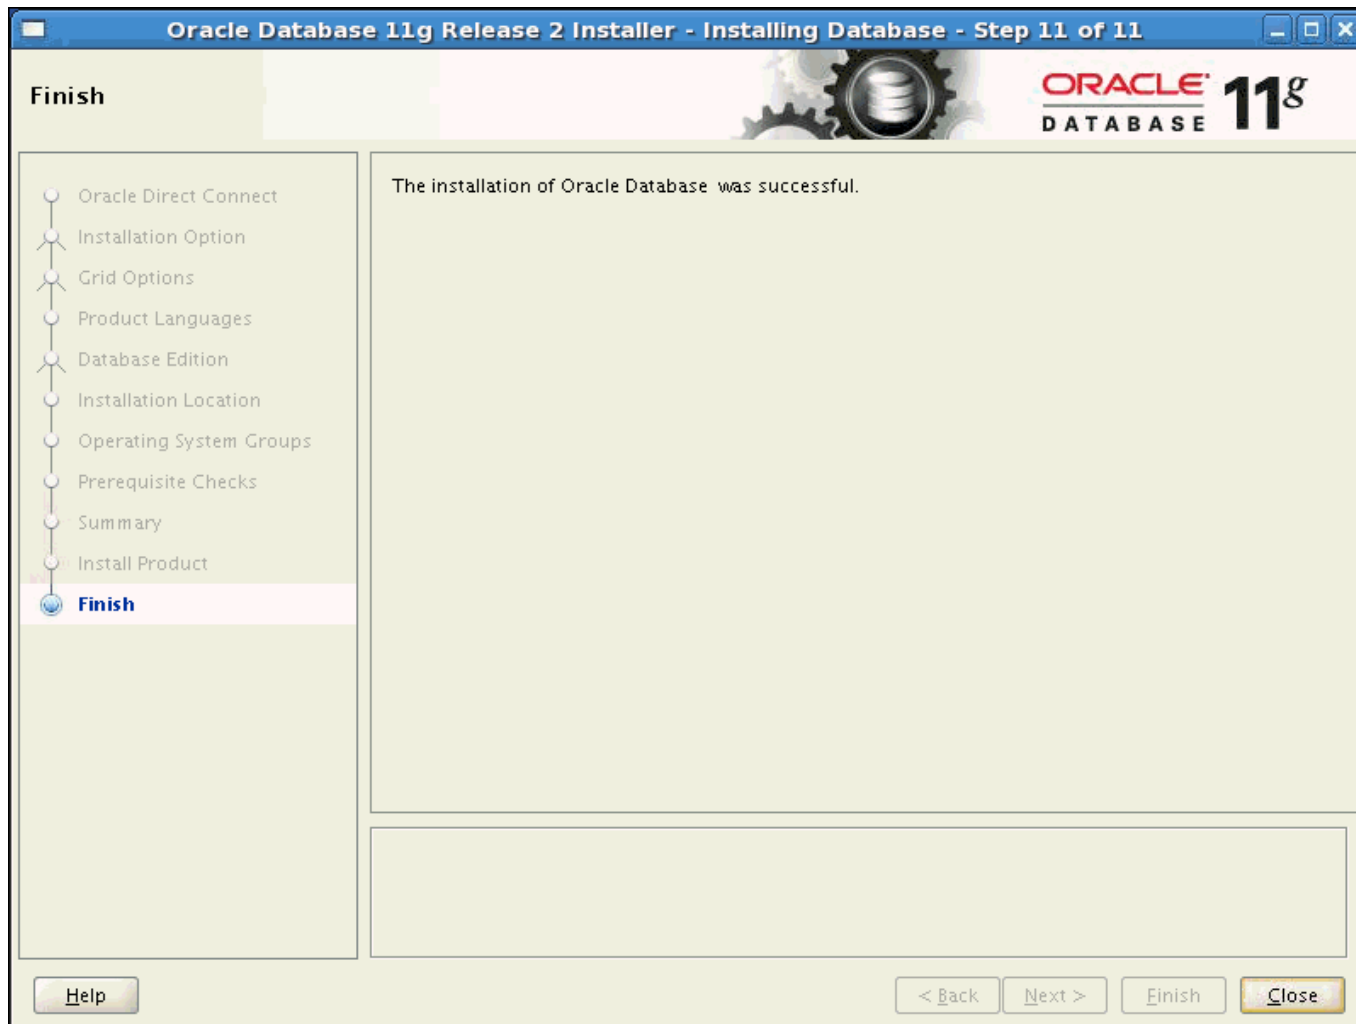 Oracle Database 11g Release 2 Installer - Installing Database - Step 11 of 11
Finish
ORACLE DATABASE 11g
Oracle Direct Connect
Installation Option
Grid Options
Product Languages
Database Edition
Installation Location
Operating System Groups
Prerequisite Checks
Summary
Install Product
Finish
The installation of Oracle Database was successful.
Help
< Back
Next >
Finish
Close